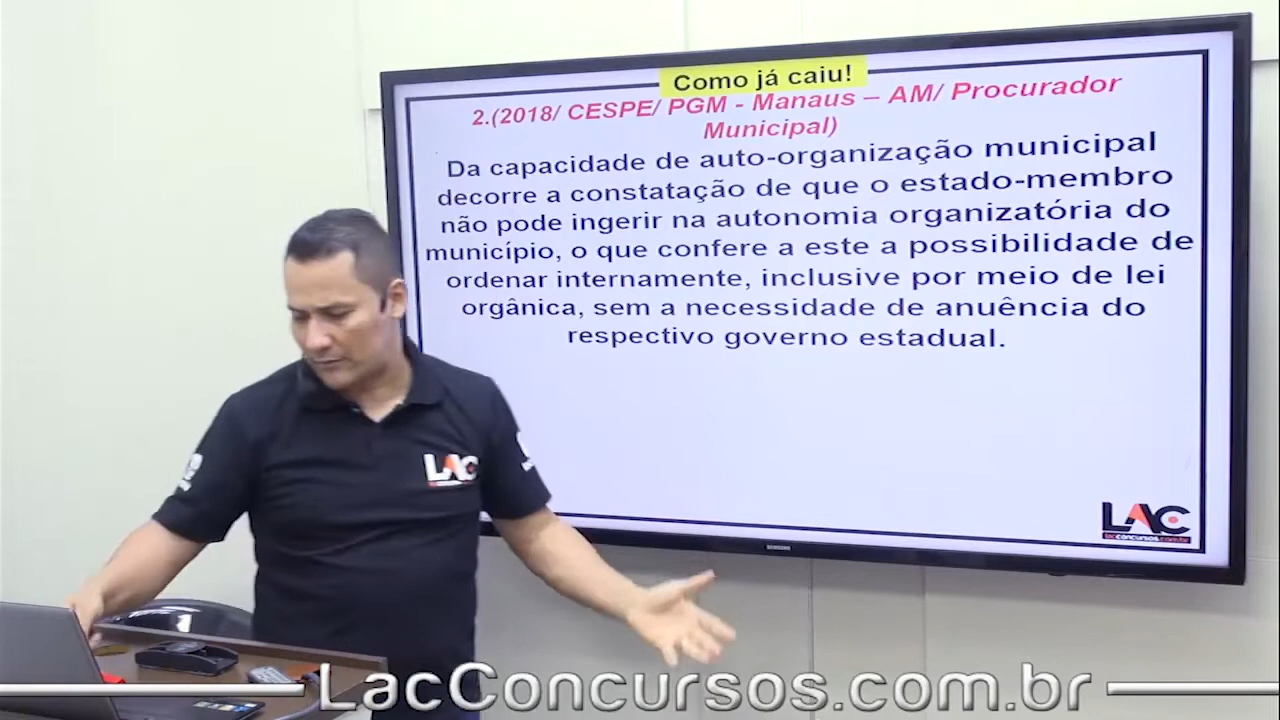 Como já caiu!
2.(2018/ CESPE/ PGM - Manaus – AM/ Procurador
Municipal)
Da capacidade de auto-organização municipal
decorre a constatação de que o estado-membro
não pode ingerir na autonomia organizatória do
município, o que confere a este a possibilidade de
ordenar internamente, inclusive por meio de lei
orgânica, sem a necessidade de anuência do
respectivo governo estadual.
LAC
LAC
lacconcursos.com.br
SAMSUNG
LacConcursos.com.br